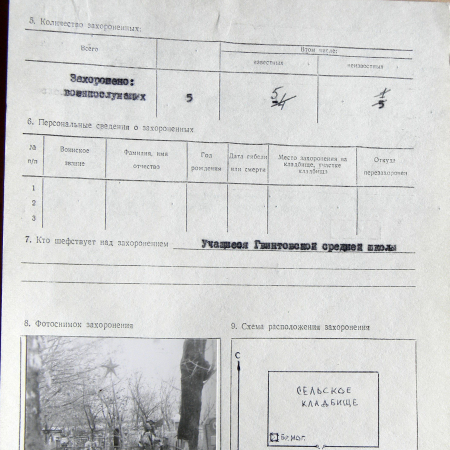 5. Количество захороненных:
Всего
В том числе:
известных
неизвестных
Захоронено:
военнослужащих 5
6. Персональные сведения о захороненных
№ п/п
Воинское звание
Фамилия, имя отчество
Год рождения
Дата гибели или смерти
Место захоронения на кладбище, участке кладбища
Откуда перезахоронен
1
2
3
7. Кто шефствует над захоронением Учащиеся Гвинтовской средней школы
8. Фотоснимок захоронения
9. Схема расположения захоронения
С
СЕЛЬСКОЕ
КЛАДБИЩЕ
бр.мог.